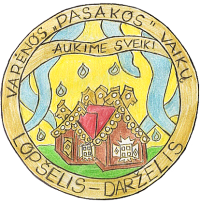 VARĖNOS „PASAKOS” VAIKŲ
AUKIME SVEIKI
LOPŠELIS–DARŽELIS